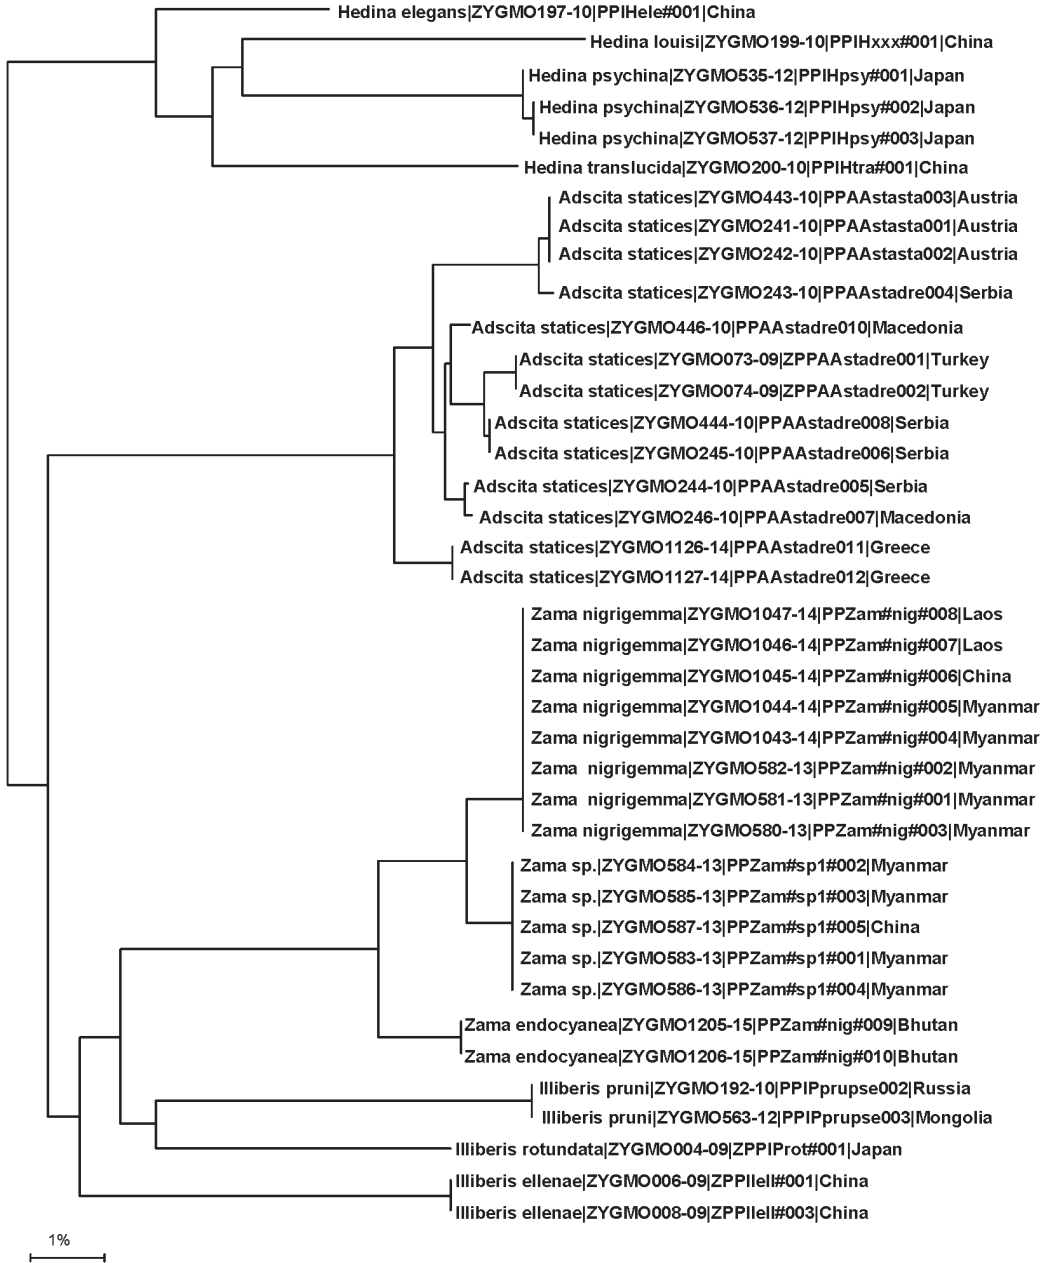 Hedina elegans|ZYGMO197-10|PPIHele#001|China
Hedina louisi|ZYGMO199-10|PPIHxxx#001|China
Hedina psychina|ZYGMO535-12|PPIHpsy#001|Japan
Hedina psychina|ZYGMO536-12|PPIHpsy#002|Japan
Hedina psychina|ZYGMO537-12|PPIHpsy#003|Japan
Hedina translucida|ZYGMO200-10|PPIHtra#001|China
Adscita statices|ZYGMO443-10|PPAAstasta003|Austria
Adscita statices|ZYGMO241-10|PPAAstasta001|Austria
Adscita statices|ZYGMO242-10|PPAAstasta002|Austria
Adscita statices|ZYGMO243-10|PPAAstadre004|Serbia
Adscita statices|ZYGMO446-10|PPAAstadre010|Macedonia
Adscita statices|ZYGMO073-09|ZPPAAstadre001|Turkey
Adscita statices|ZYGMO074-09|ZPPAAstadre002|Turkey
Adscita statices|ZYGMO444-10|PPAAstadre008|Serbia
Adscita statices|ZYGMO245-10|PPAAstadre006|Serbia
Adscita statices|ZYGMO244-10|PPAAstadre005|Serbia
Adscita statices|ZYGMO246-10|PPAAstadre007|Macedonia
Adscita statices|ZYGMO1126-14|PPAAstadre011|Greece
Adscita statices|ZYGMO1127-14|PPAAstadre012|Greece
Zama nigrigemma|ZYGMO1047-14|PPZam#nig#008|Laos
Zama nigrigemma|ZYGMO1046-14|PPZam#nig#007|Laos
Zama nigrigemma|ZYGMO1045-14|PPZam#nig#006|China
Zama nigrigemma|ZYGMO1044-14|PPZam#nig#005|Myanmar
Zama nigrigemma|ZYGMO1043-14|PPZam#nig#004|Myanmar
Zama  nigrigemma|ZYGMO582-13|PPZam#nig#002|Myanmar
Zama  nigrigemma|ZYGMO581-13|PPZam#nig#001|Myanmar
Zama nigrigemma|ZYGMO580-13|PPZam#nig#003|Myanmar
Zama sp.|ZYGMO584-13|PPZam#sp1#002|Myanmar
Zama sp.|ZYGMO585-13|PPZam#sp1#003|Myanmar
Zama sp.|ZYGMO587-13|PPZam#sp1#005|China
Zama sp.|ZYGMO583-13|PPZam#sp1#001|Myanmar
Zama sp.|ZYGMO586-13|PPZam#sp1#004|Myanmar
Zama endocyanea|ZYGMO1205-15|PPZam#nig#009|Bhutan
Zama endocyanea|ZYGMO1206-15|PPZam#nig#010|Bhutan
Illiberis pruni|ZYGMO192-10|PPIPprupse002|Russia
Illiberis pruni|ZYGMO563-12|PPIPprupse003|Mongolia
Illiberis rotundata|ZYGMO004-09|ZPPIProt#001|Japan
Illiberis ellenae|ZYGMO006-09|ZPPIIell#001|China
Illiberis ellenae|ZYGMO008-09|ZPPIIell#003|China
1%